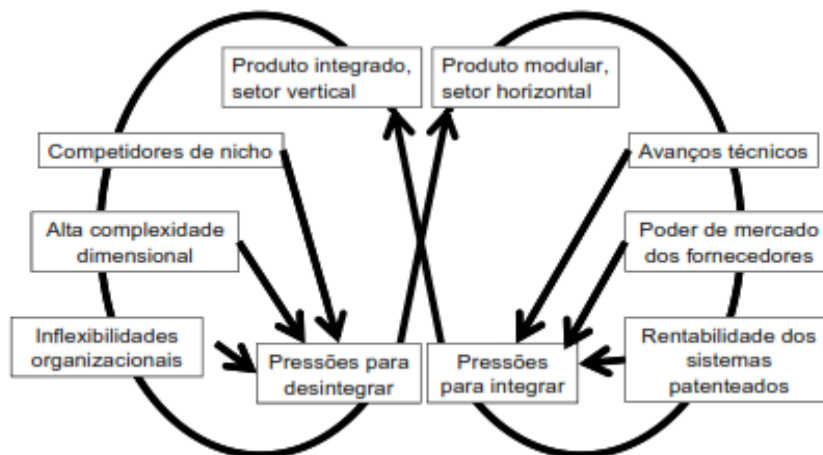 Produto integrado,
setor vertical
Produto modular,
setor horizontal
Competidores de nicho
Avanços técnicos
Alta complexidade
dimensional
Poder de mercado
dos fornecedores
Inflexibilidades
organizacionais
Pressões para
desintegrar
Pressões
para integrar
Rentabilidade dos
sistemas
patenteados